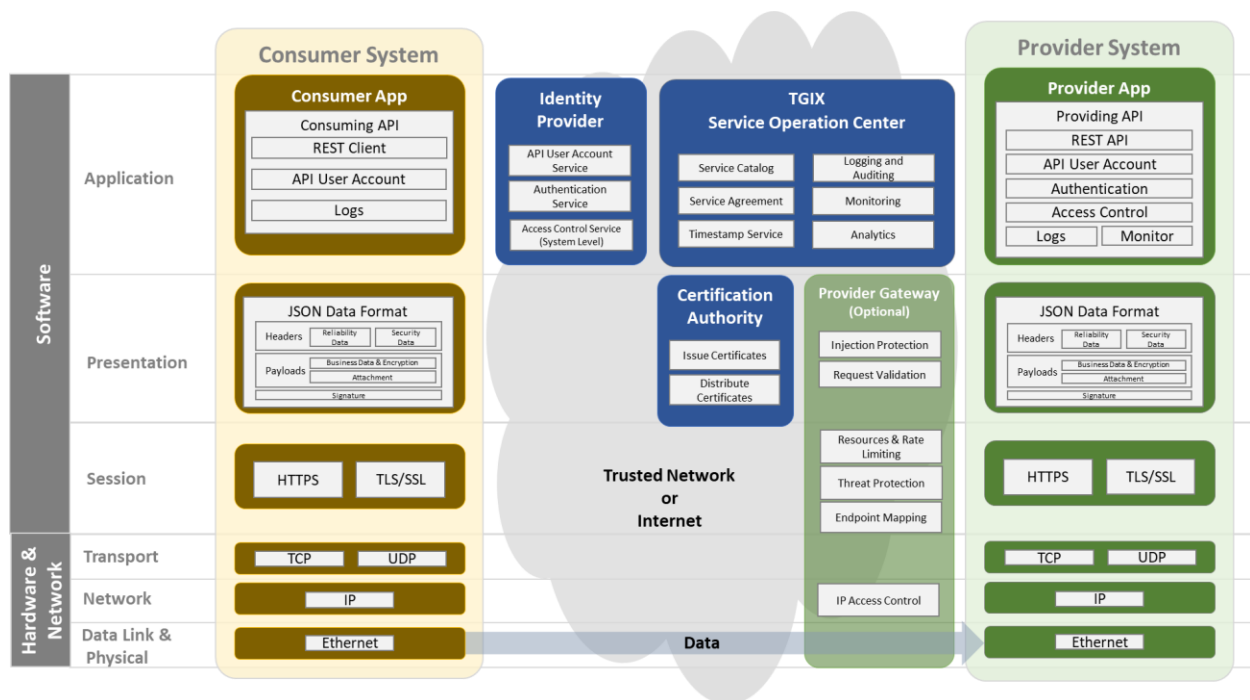 Consumer System
Provider System
Software
Hardware &
Network
Application
Presentation
Session
Transport
Network
Data Link &
Physical
Consumer App
Consuming API
REST Client
API User Account
Logs
JSON Data Format
Headers
Reliability
Data
Security
Data
Payloads
Business Data & Encryption
Attachment
Signature
HTTPS
TLS/SSL
TCP
UDP
IP
Ethernet
Identity
Provider
API User Account
Service
Authentication
Service
Access Control Service
(System Level)
TGIX
Service Operation Center
Service Catalog
Logging and
Auditing
Service Agreement
Monitoring
Timestamp Service
Analytics
Certification
Authority
Issue Certificates
Distribute
Certificates
Provider Gateway
(Optional)
Injection Protection
Request Validation
Resources & Rate
Limiting
Threat Protection
Endpoint Mapping
IP Access Control
Trusted Network
or
Internet
Data
Provider App
Providing API
REST API
API User Account
Authentication
Access Control
Logs
Monitor
JSON Data Format
Headers
Reliability
Data
Security
Data
Payloads
Business Data & Encryption
Attachment
Signature
HTTPS
TLS/SSL
TCP
UDP
IP
Ethernet